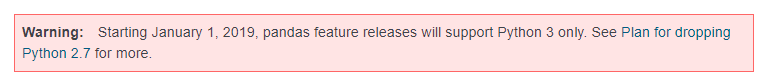 Warning: Starting January 1, 2019, pandas feature releases will support Python 3 only. See Plan for dropping
Python 2.7 for more.